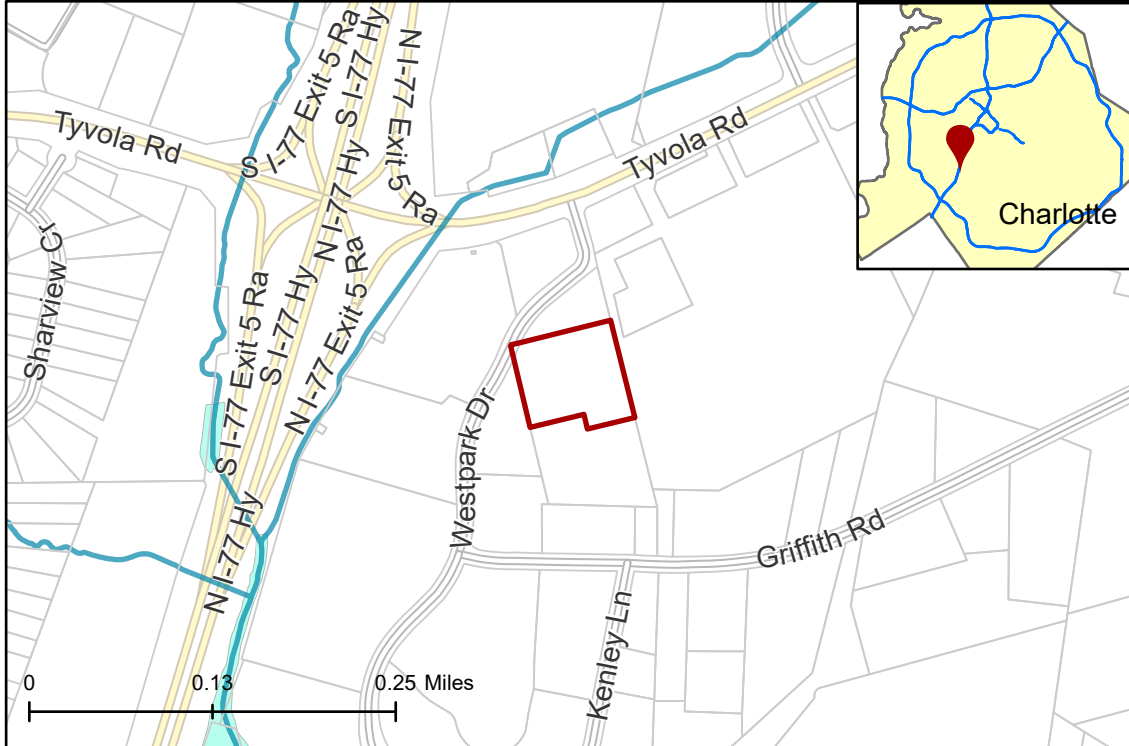 Tyvola Rd
S I-77 Exit 5 Ra
S I-77 Hy
N I-77 Exit 5 Ra
S I-77 Hy
N I-77 Hy
Tyvola Rd
Charlotte
Sharview Cr
S I-77 Exit 5 Ra
S I-77 Hy
N I-77 Exit 5 Ra
N I-77 Hy
Westpark Dr
Griffith Rd
Kenley Ln
0 0.13 0.25 Miles